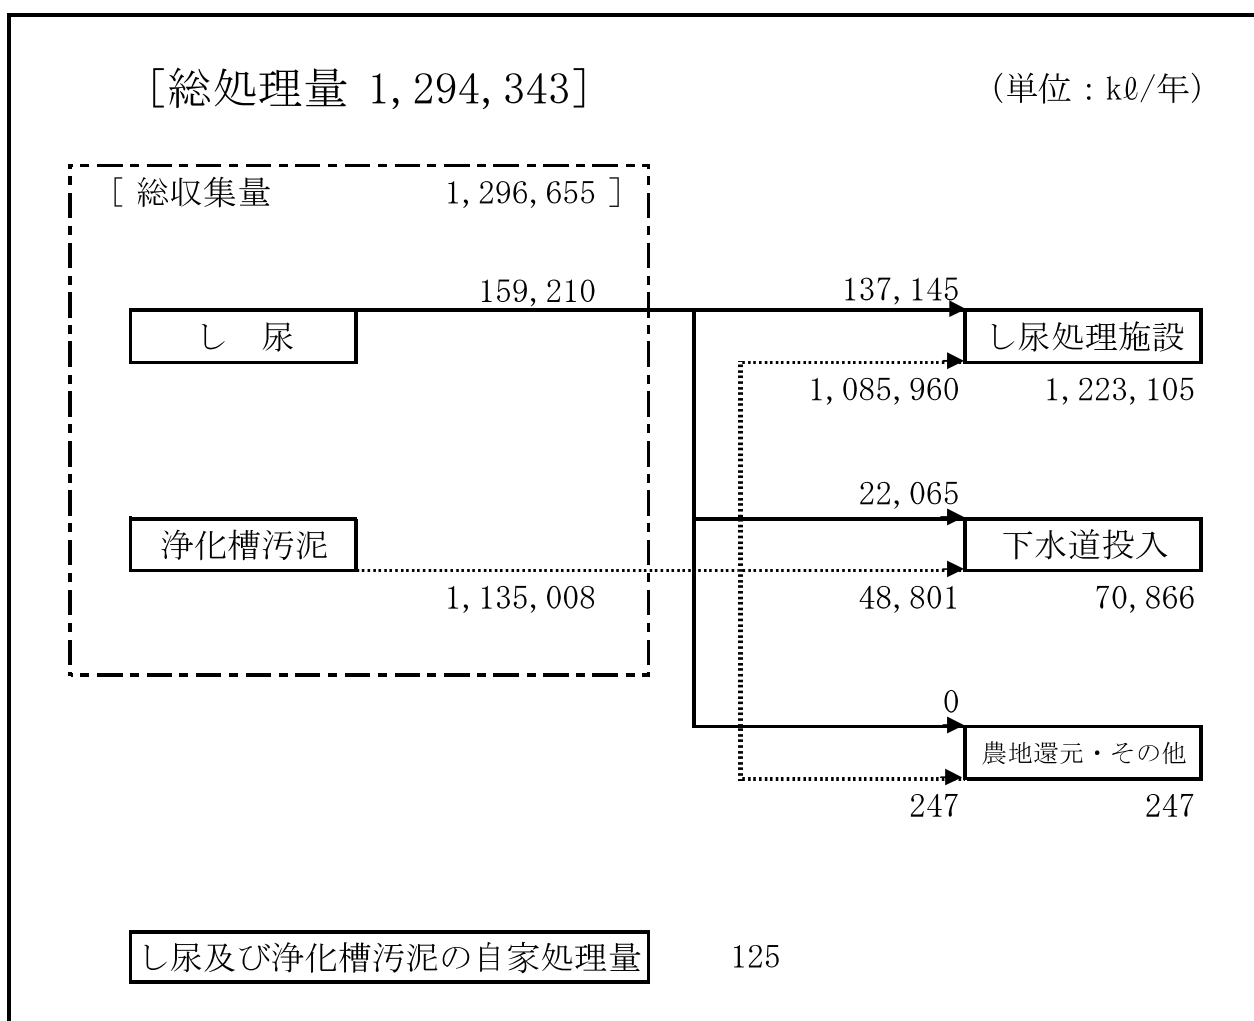 [総処理量 1,294,343] (単位：kℓ/年)
[ 総収集量 1,296,655 ]
159,210 137,145
し　尿 し尿処理施設
1,085,960 1,223,105
22,065
浄化槽汚泥 下水道投入
1,135,008 48,801 70,866
0
農地還元・その他
247 247
し尿及び浄化槽汚泥の自家処理量 125